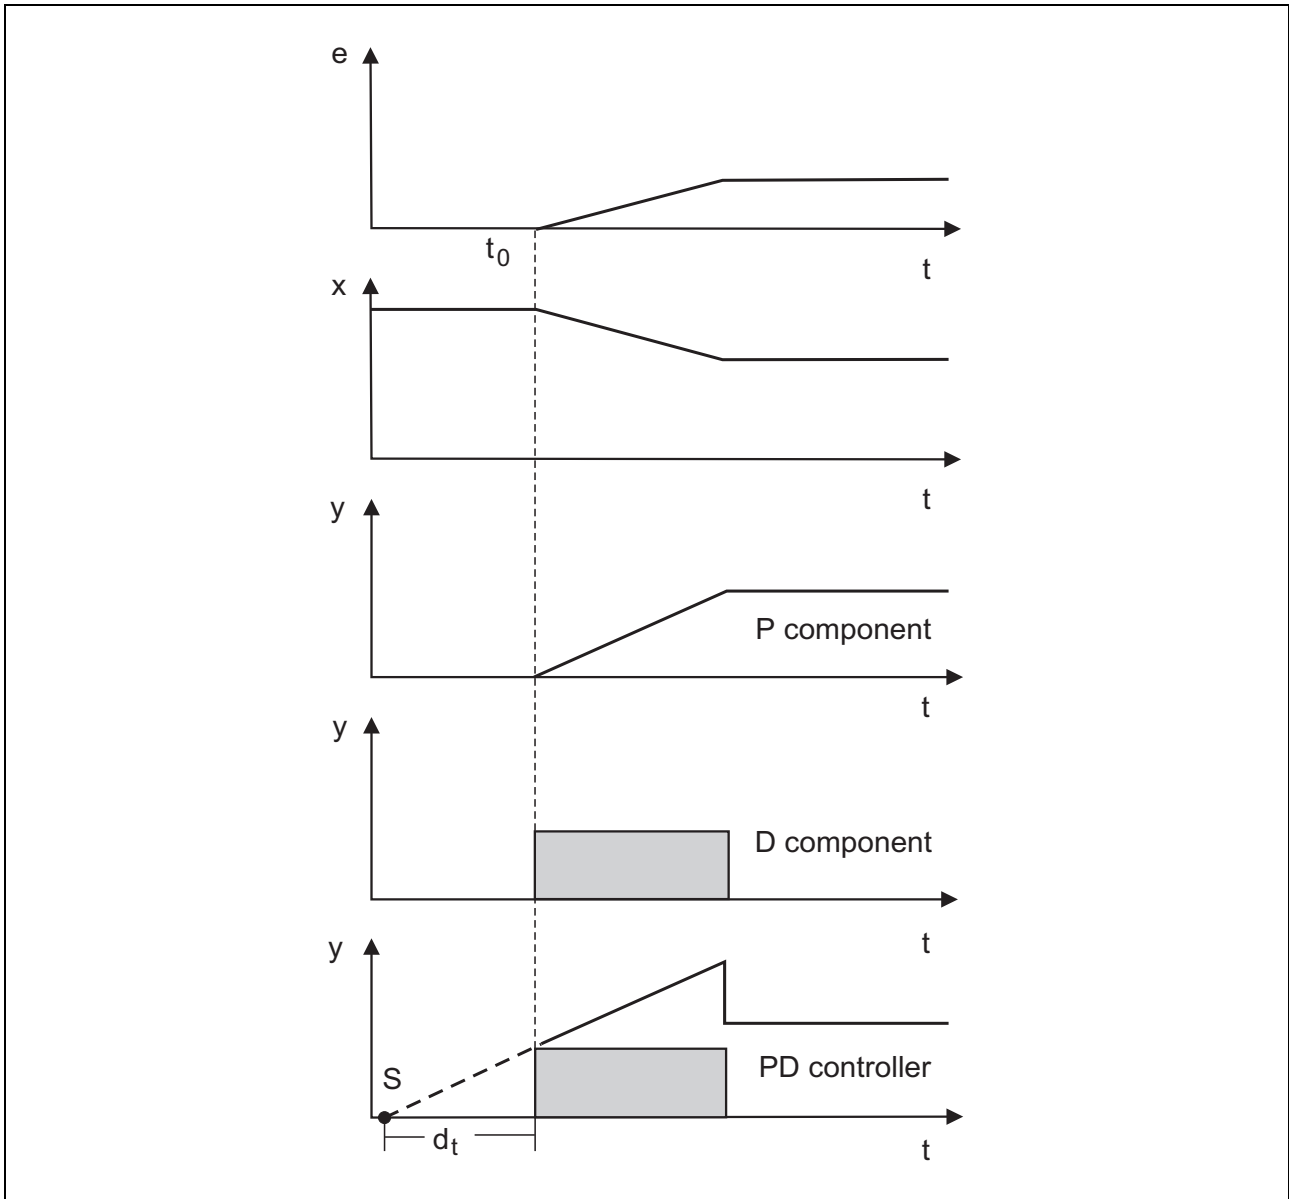 e
t₀
t
x
t
y
P component
t
y
D component
t
y
S
PD controller
dₜ
t